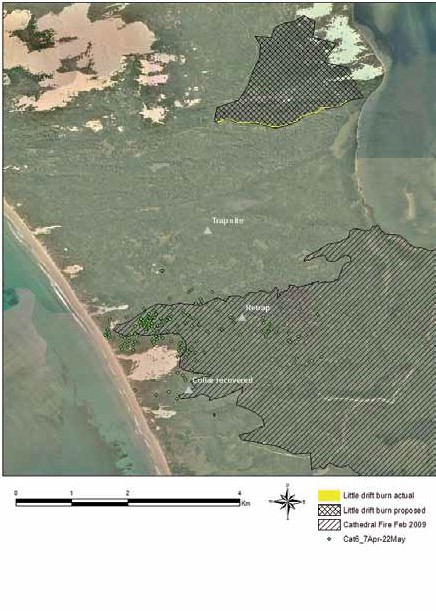 Trap site
Retrap
Collar recovered
0 1 2 4
Km
Little drift burn actual
Little drift burn proposed
Cathedral Fire Feb 2009
Cat6_7Apr-22May